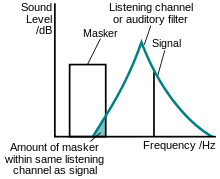 Sound
Level
/dB
Listening channel
or auditory filter
Masker
Signal
Amount of masker
within same listening
channel as signal
Frequency /Hz